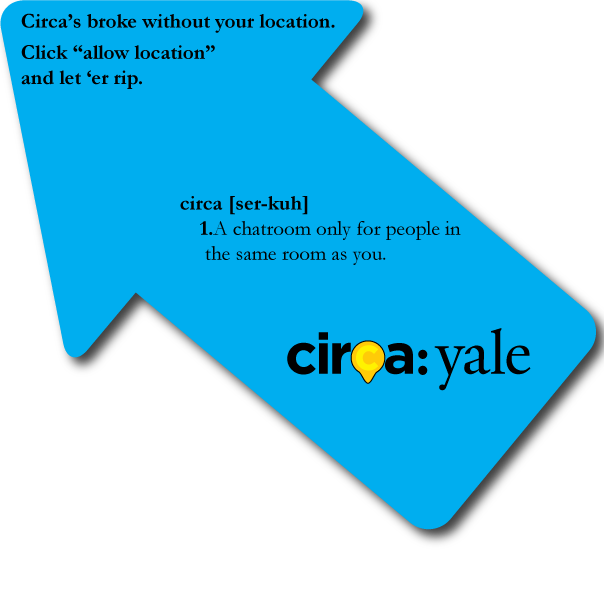 Circa’s broke without your location.
Click “allow location”
and let ‘er rip.
circa [ser-kuh]
1.A chatroom only for people in
the same room as you.
circa: yale